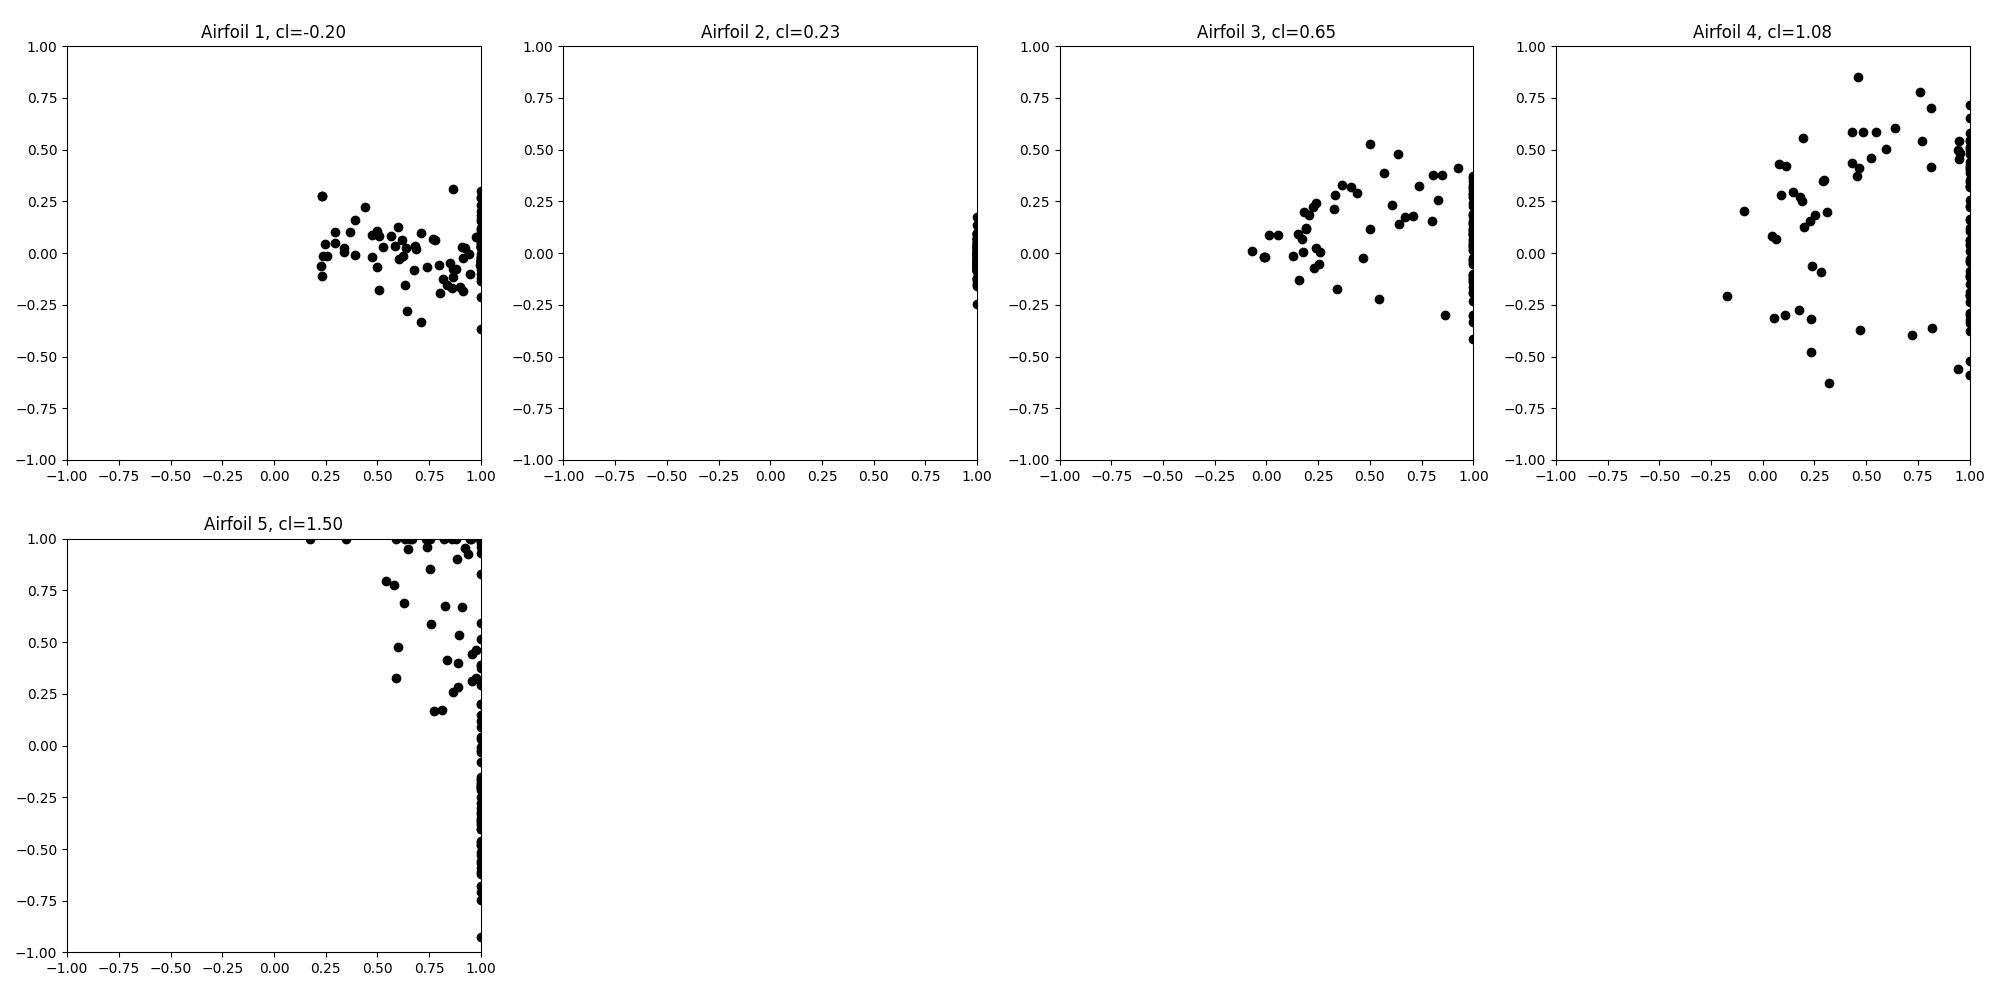 Airfoil 1, cl=-0.20
Airfoil 2, cl=0.23
Airfoil 3, cl=0.65
Airfoil 4, cl=1.08
1.00 1.00 1.00 1.00
0.75 0.75 0.75 0.75
0.50 0.50 0.50 0.50
0.25 0.25 0.25 0.25
0.00 0.00 0.00 0.00
−0.25 −0.25 −0.25 −0.25
−0.50 −0.50 −0.50 −0.50
−0.75 −0.75 −0.75 −0.75
−1.00 −1.00 −1.00 −1.00
−1.00 −0.75 −0.50 −0.25 0.00 0.25 0.50 0.75 1.00
−1.00 −0.75 −0.50 −0.25 0.00 0.25 0.50 0.75 1.00
−1.00 −0.75 −0.50 −0.25 0.00 0.25 0.50 0.75 1.00
−1.00 −0.75 −0.50 −0.25 0.00 0.25 0.50 0.75 1.00
Airfoil 5, cl=1.50
1.00
0.75
0.50
0.25
0.00
−0.25
−0.50
−0.75
−1.00
−1.00 −0.75 −0.50 −0.25 0.00 0.25 0.50 0.75 1.00